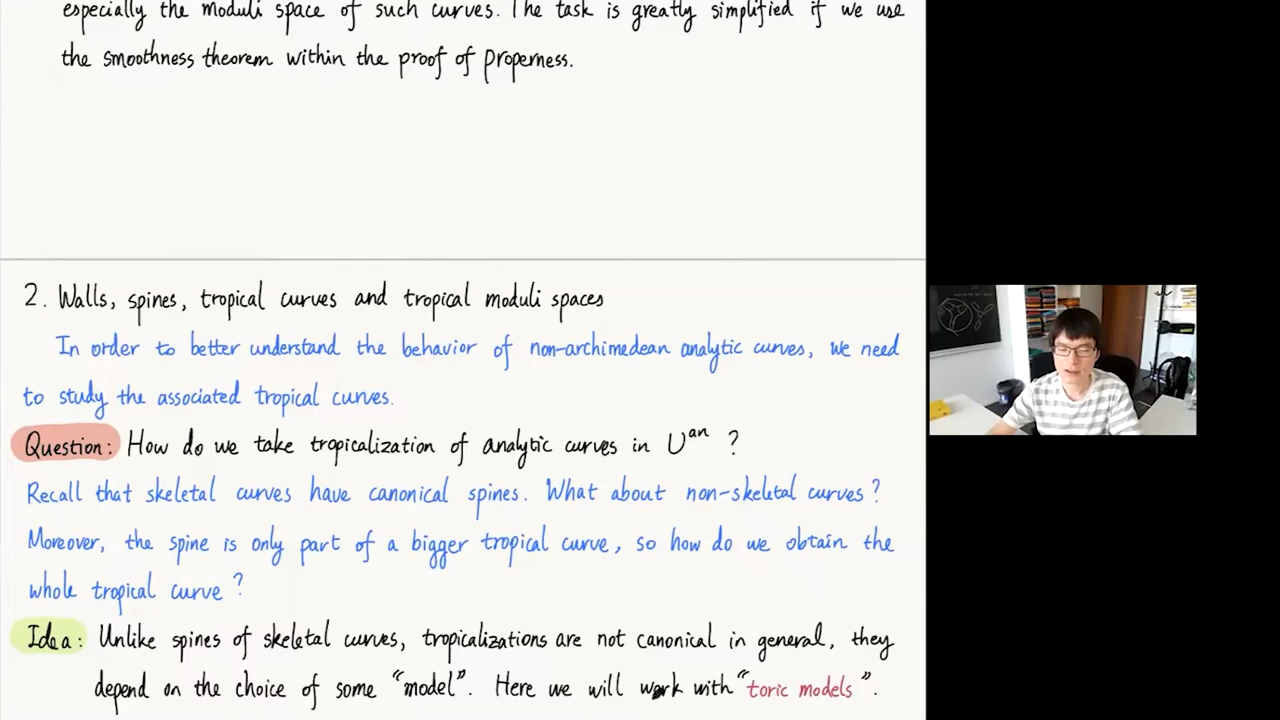 especially the moduli space of such curves. The task is greatly simplified if we use
the smoothness theorem within the proof of properness.
2. Walls, spines, tropical curves and tropical moduli spaces
In order to better understand the behavior of non-archimedean analytic curves, we need
to study the associated tropical curves.
Question: How do we take tropicalization of analytic curves in U^an ?
Recall that skeletal curves have canonical spines. What about non-skeletal curves?
Moreover, the spine is only part of a bigger tropical curve, so how do we obtain the
whole tropical curve?
Idea: Unlike spines of skeletal curves, tropicalizations are not canonical in general, they
depend on the choice of some "model". Here we will work with "toric models".